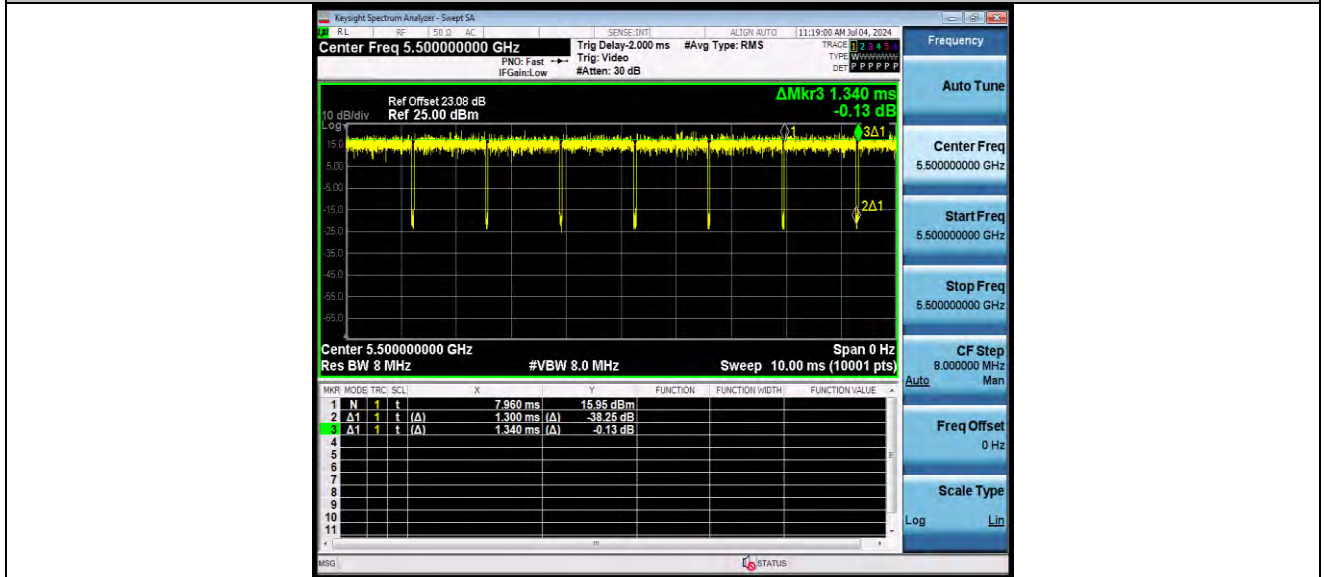 Keysight Spectrum Analyzer - Swept SA
RL RF 50 Ω AC SENSE:INT ALIGN AUTO 11:19:00 AM Jul 04, 2024
Center Freq 5.500000000 GHz
Trig Delay-2.000 ms #Avg Type: RMS
PNO: Fast Trig: Video
IFGain:Low #Atten: 30 dB
TRACE 1 2 3 4 5 6
TYPE WWWWWW
DET P P P P P P
Frequency
ΔMkr3 1.340 ms
-0.13 dB
Ref Offset 23.08 dB
10 dB/div Ref 25.00 dBm
Log
15.0
5.00
-5.00
-15.0
-25.0
-35.0
-45.0
-55.0
-65.0
1
3Δ1
2Δ1
Center 5.500000000 GHz Span 0 Hz
Res BW 8 MHz #VBW 8.0 MHz Sweep 10.00 ms (10001 pts)
MKR MODE TRC SCL X Y FUNCTION FUNCTION WIDTH FUNCTION VALUE
1 N 1 t 7.960 ms 15.95 dBm
2 Δ1 1 t (Δ) 1.300 ms (Δ) -38.25 dB
3 Δ1 1 t (Δ) 1.340 ms (Δ) -0.13 dB
4
5
6
7
8
9
10
11
MSG STATUS
Auto Tune
Center Freq
5.500000000 GHz
Start Freq
5.500000000 GHz
Stop Freq
5.500000000 GHz
CF Step
8.000000 MHz
Auto Man
Freq Offset
0 Hz
Scale Type
Log Lin